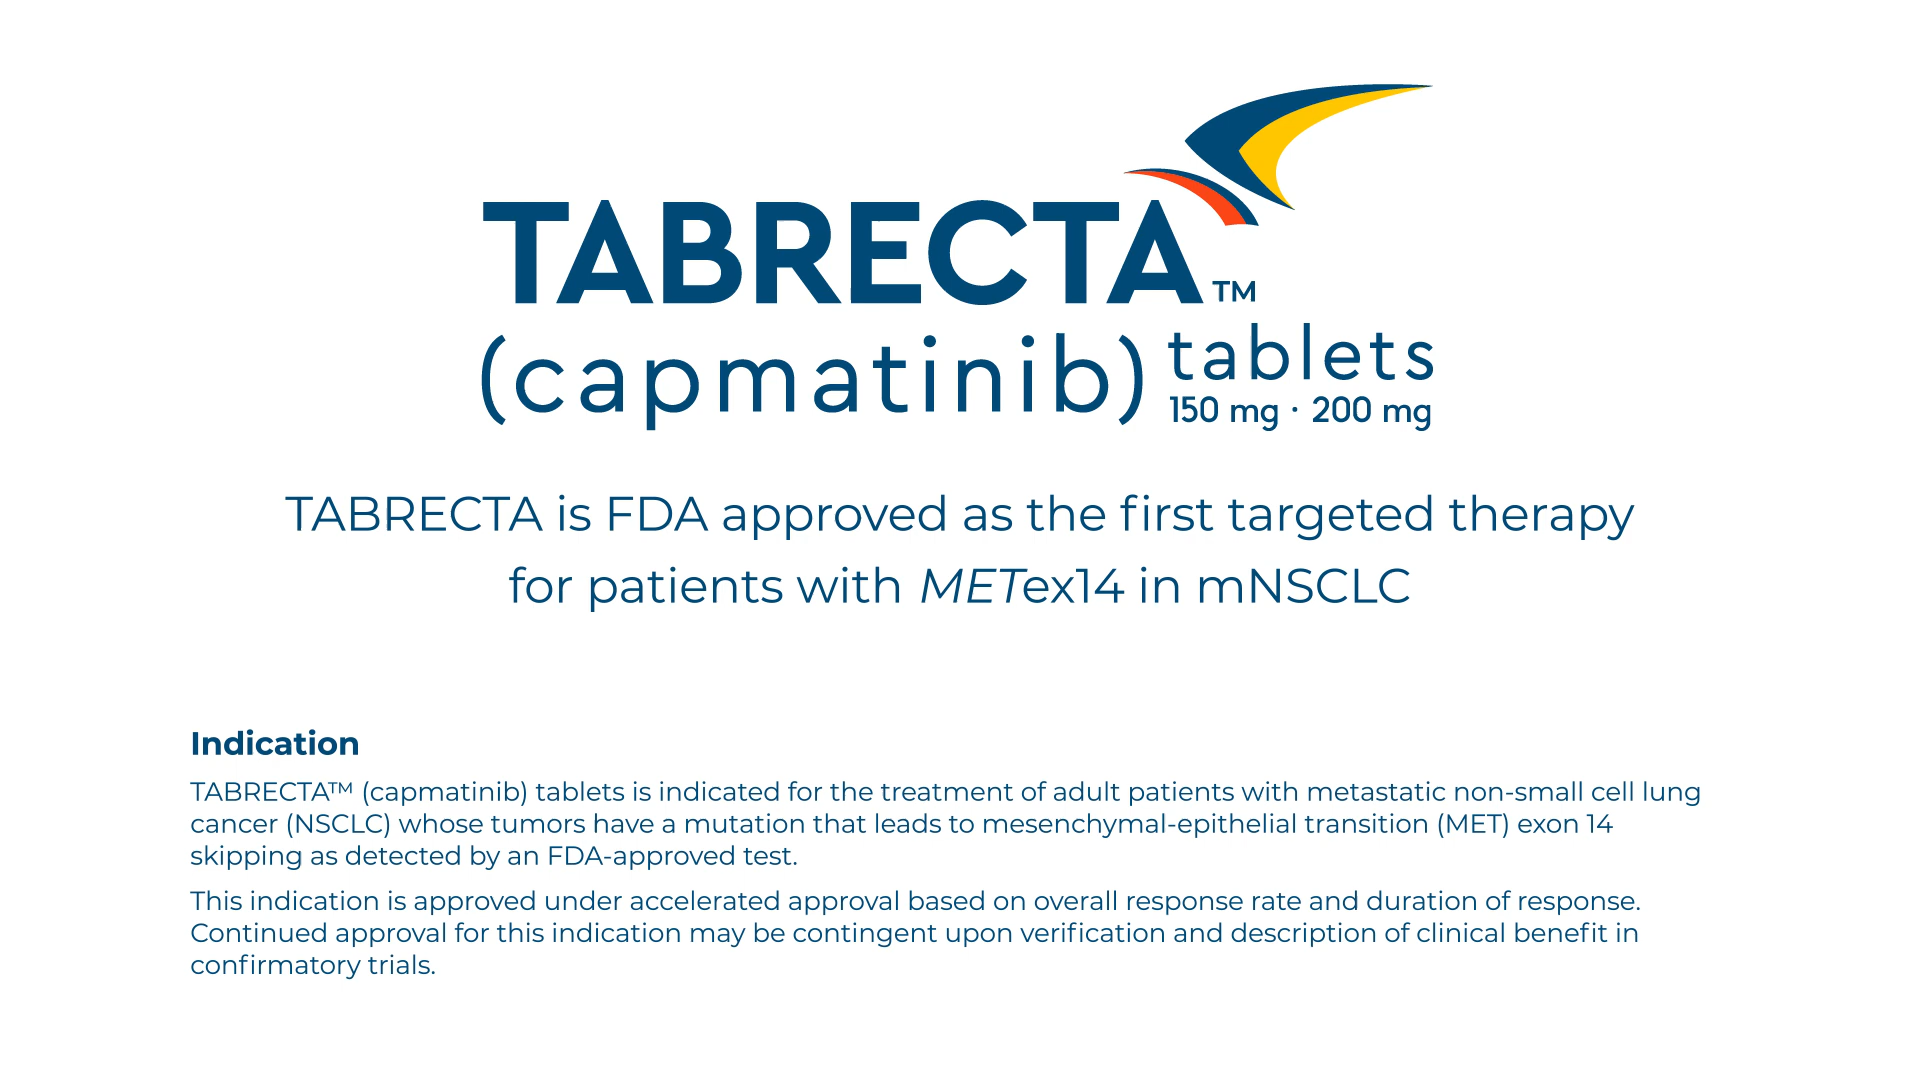 TABRECTA™
(capmatinib) tablets
150 mg · 200 mg
TABRECTA is FDA approved as the first targeted therapy
for patients with METex14 in mNSCLC
Indication
TABRECTA™ (capmatinib) tablets is indicated for the treatment of adult patients with metastatic non-small cell lung
cancer (NSCLC) whose tumors have a mutation that leads to mesenchymal-epithelial transition (MET) exon 14
skipping as detected by an FDA-approved test.
This indication is approved under accelerated approval based on overall response rate and duration of response.
Continued approval for this indication may be contingent upon verification and description of clinical benefit in
confirmatory trials.